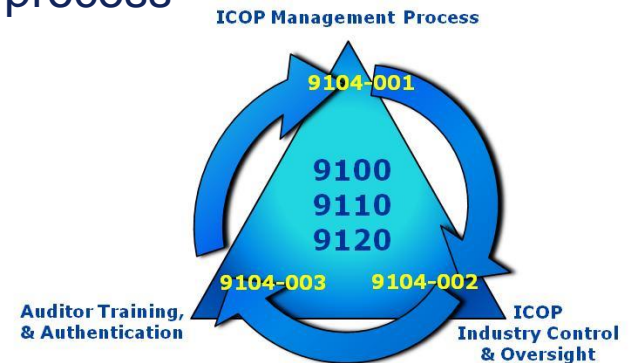 process
ICOP Management Process
9104-001
9100
9110
9120
9104-003
9104-002
Auditor Training,
& Authentication
ICOP
Industry Control
& Oversight